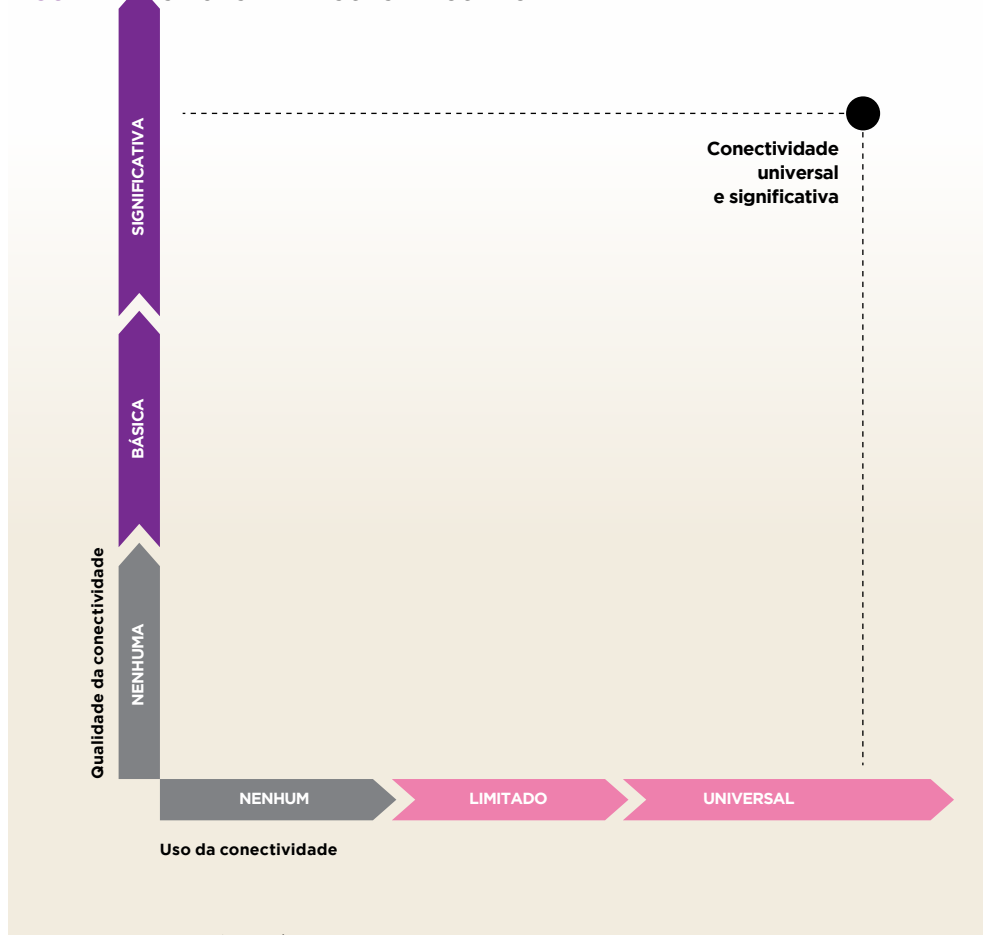 SIGNIFICATIVA
Conectividade
universal
e significativa
BÁSICA
NENHUMA
Qualidade da conectividade
NENHUM
LIMITADO
UNIVERSAL
Uso da conectividade